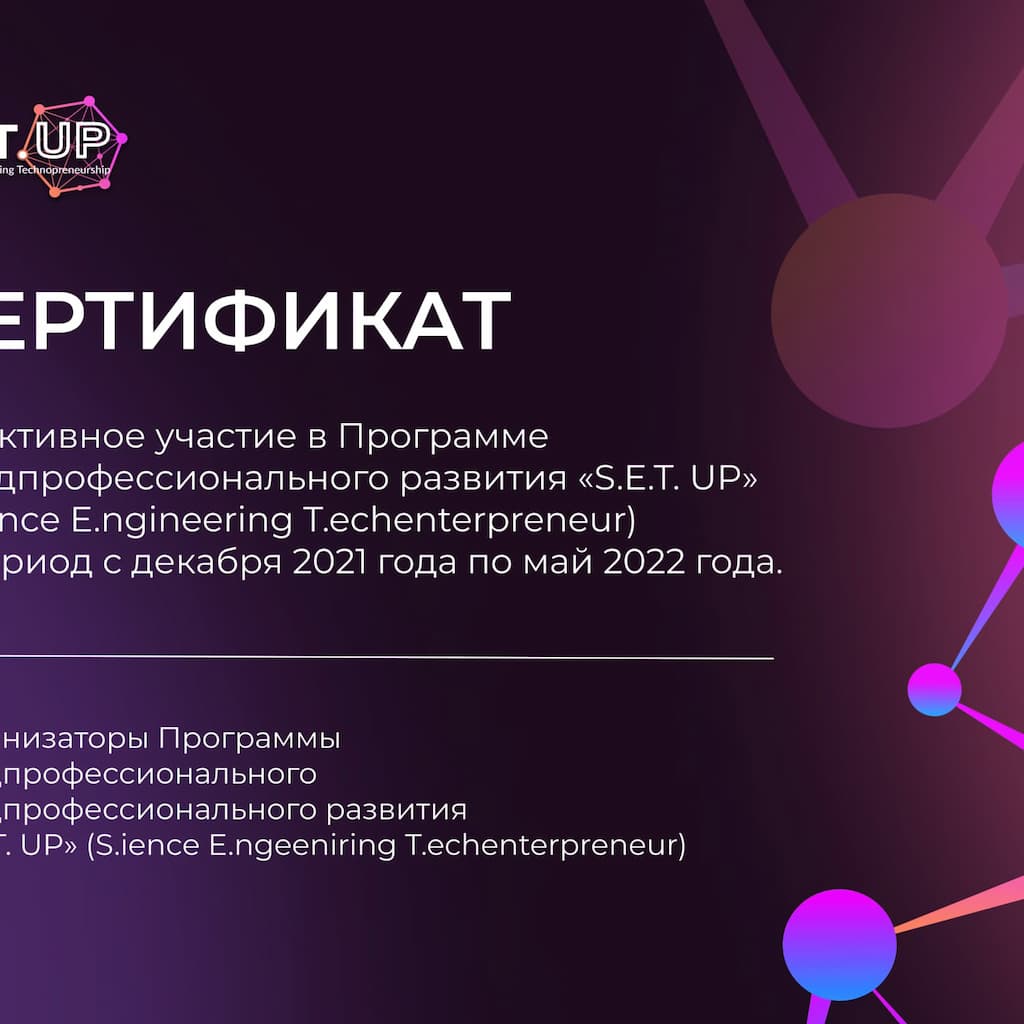 T. UP
ing Technopreneurship
ЕРТИФИКАТ
ктивное участие в Программе
дпрофессионального развития «S.E.T. UP»
nce E.ngineering T.echenterpreneur)
риод с декабря 2021 года по май 2022 года.
низаторы Программы
дпрофессионального
дпрофессионального развития
T. UP» (S.ience E.ngeeniring T.echenterpreneur)